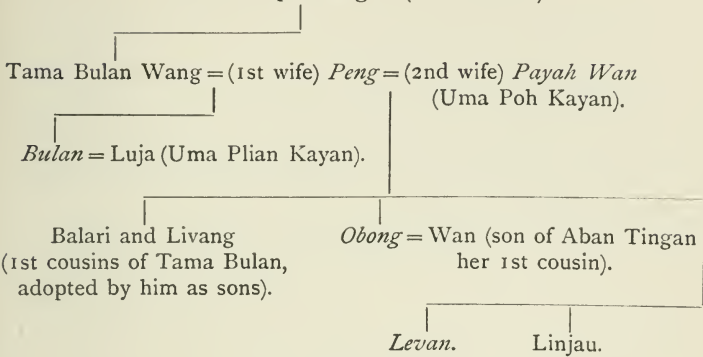 Tama Bulan Wang = (1st wife) Peng = (2nd wife) Payah Wan
(Uma Poh Kayan).
Bulan = Luja (Uma Plian Kayan).
Balari and Livang
(1st cousins of Tama Bulan,
adopted by him as sons).
Obong = Wan (son of Aban Tingan
her 1st cousin).
Levan. Linjau.